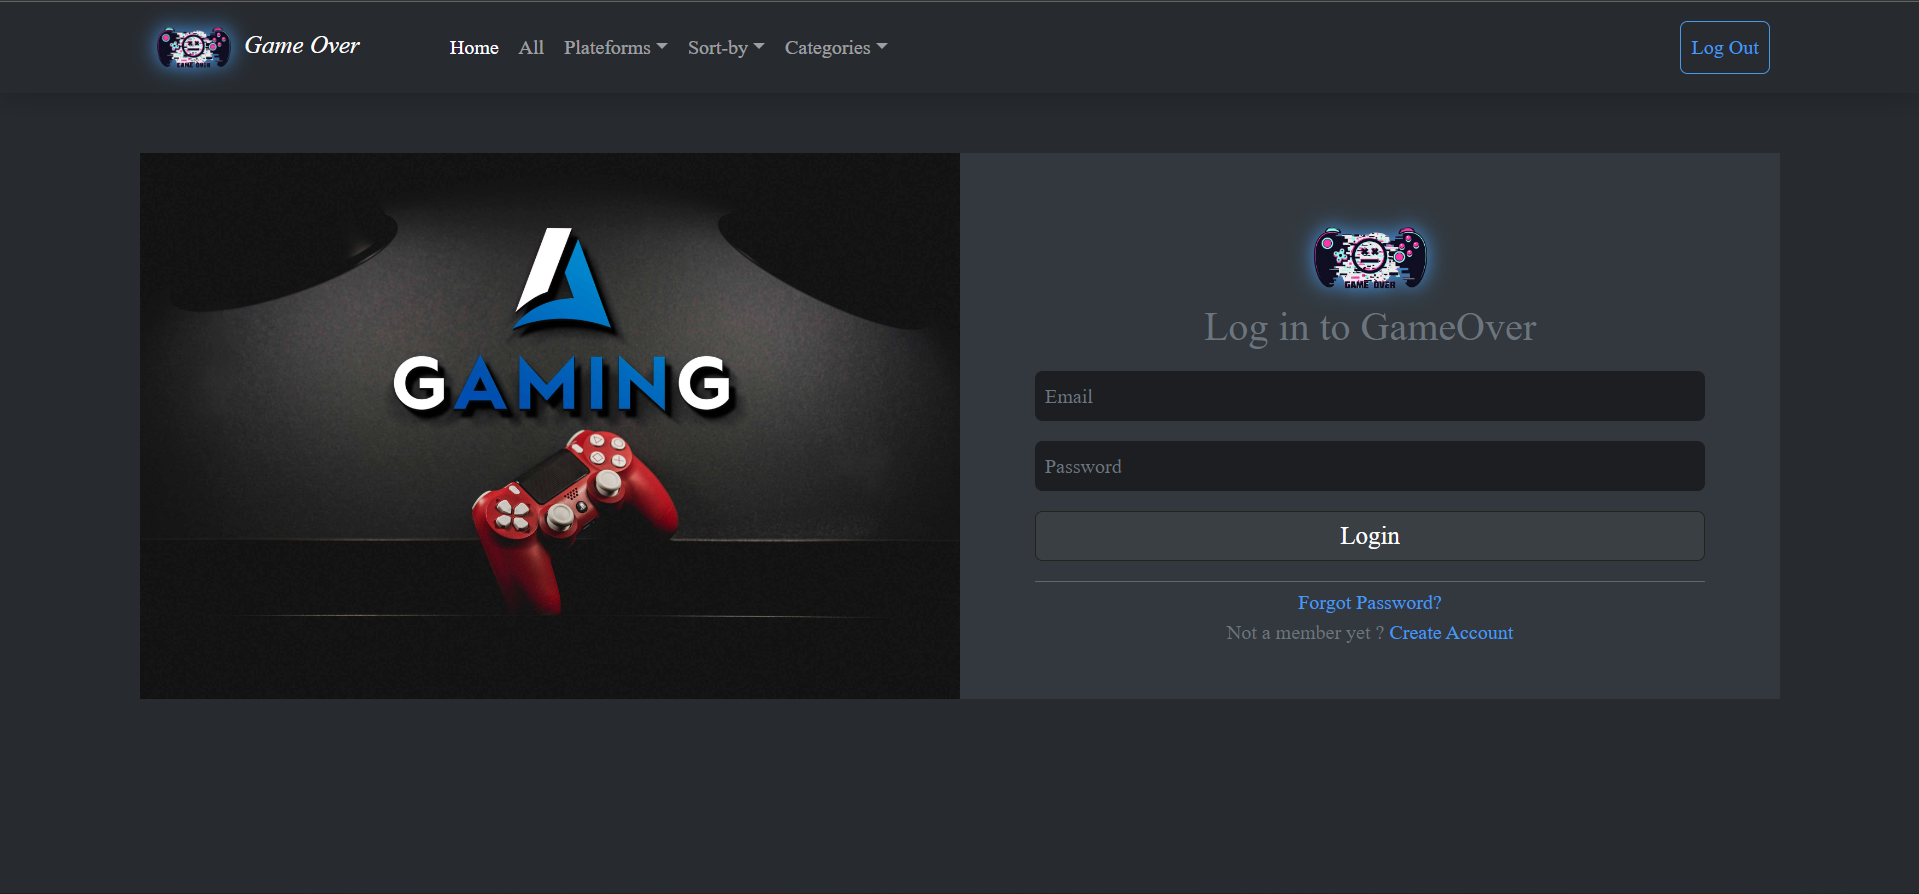 GAME OVER
Game Over
Home
All
Plateforms
Sort-by
Categories
Log Out
GAMING
GAME OVER
Log in to GameOver
Email
Password
Login
Forgot Password?
Not a member yet ? Create Account